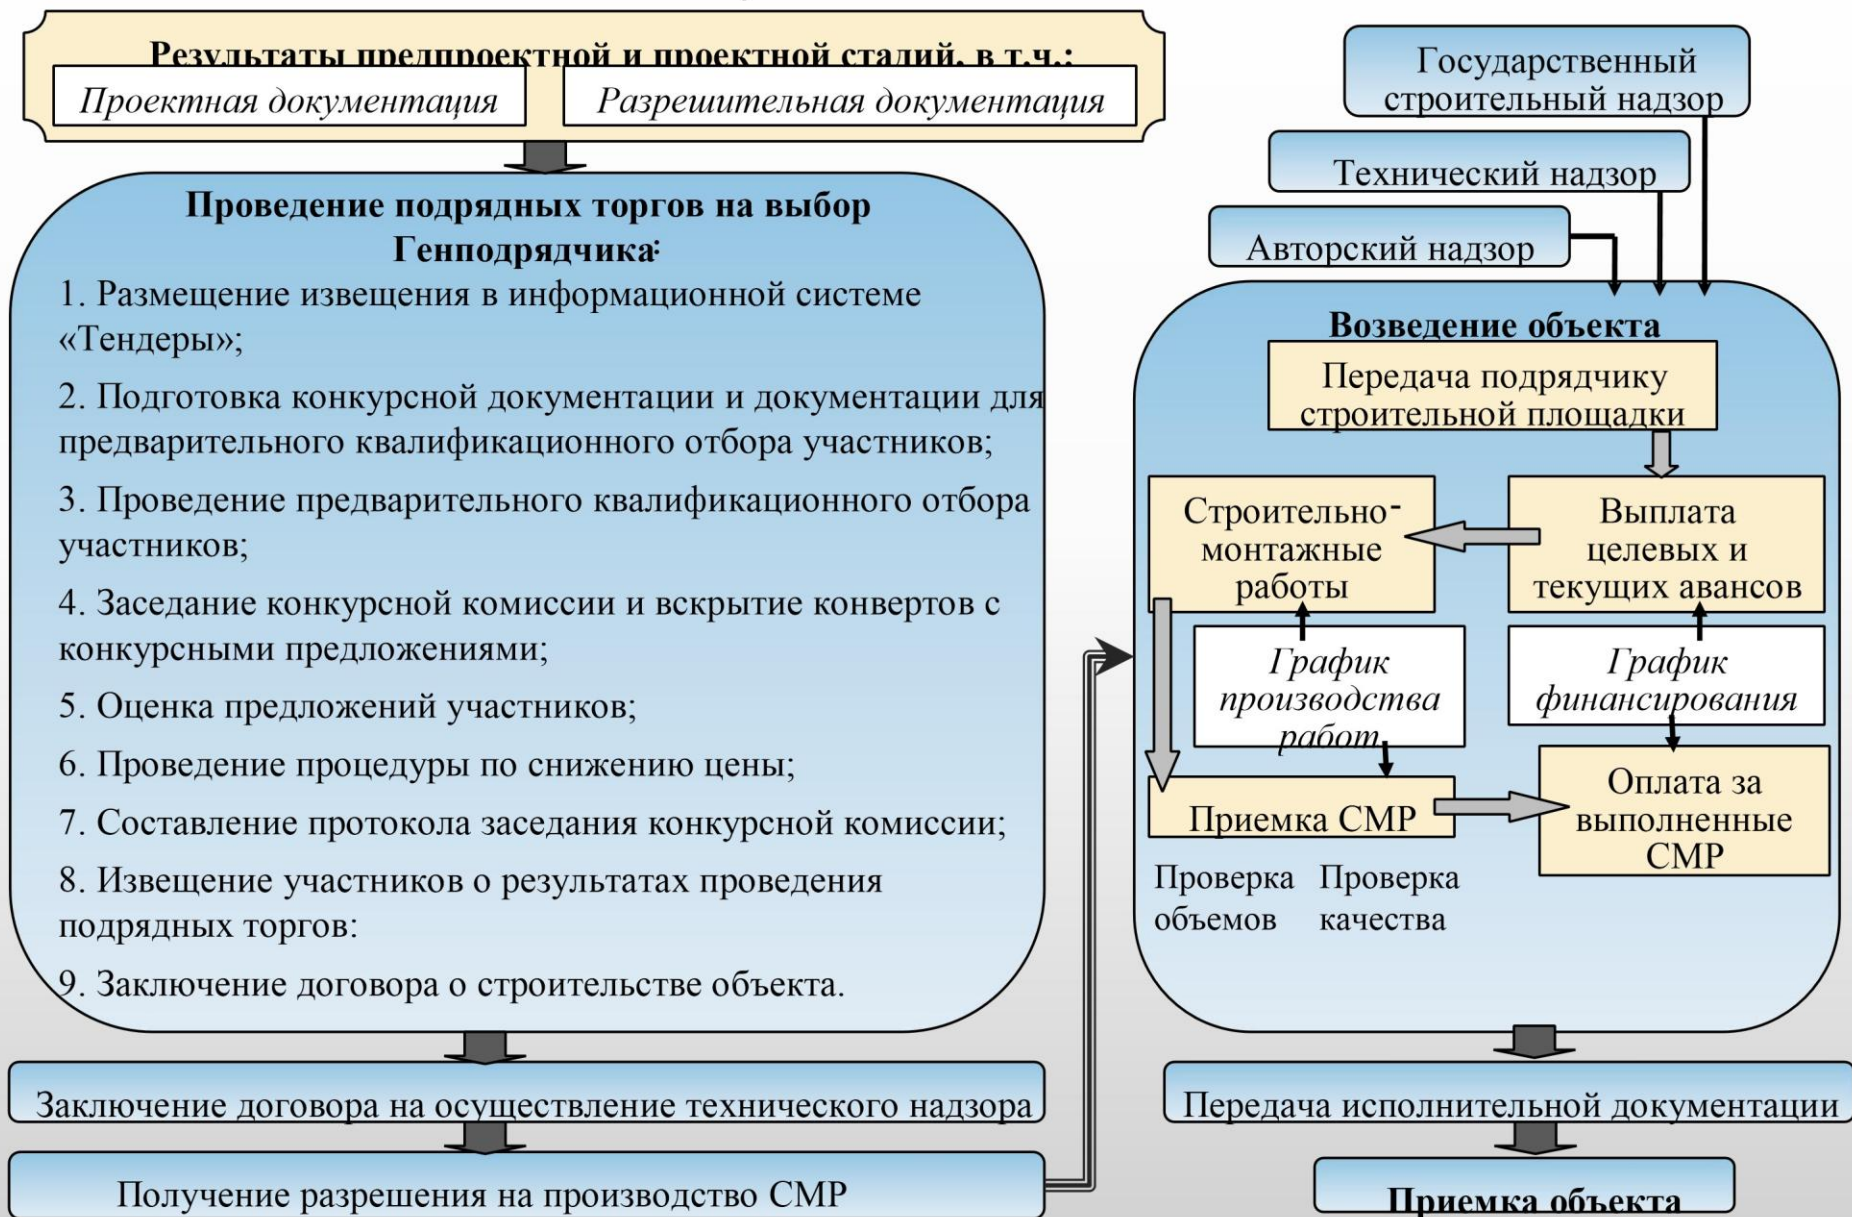 Результаты предпроектной и проектной стадий, в т.ч.:
Проектная документация
Разрешительная документация
Проведение подрядных торгов на выбор
Генподрядчика:
1. Размещение извещения в информационной системе
«Тендеры»;
2. Подготовка конкурсной документации и документации для
предварительного квалификационного отбора участников;
3. Проведение предварительного квалификационного отбора
участников;
4. Заседание конкурсной комиссии и вскрытие конвертов с
конкурсными предложениями;
5. Оценка предложений участников;
6. Проведение процедуры по снижению цены;
7. Составление протокола заседания конкурсной комиссии;
8. Извещение участников о результатах проведения
подрядных торгов:
9. Заключение договора о строительстве объекта.
Заключение договора на осуществление технического надзора
Получение разрешения на производство СМР
Государственный
строительный надзор
Технический надзор
Авторский надзор
Возведение объекта
Передача подрядчику
строительной площадки
Строительно-
монтажные
работы
Выплата
целевых и
текущих авансов
График
производства
работ
График
финансирования
Приемка СМР
Оплата за
выполненные
СМР
Проверка
объемов
Проверка
качества
Передача исполнительной документации
Приемка объекта